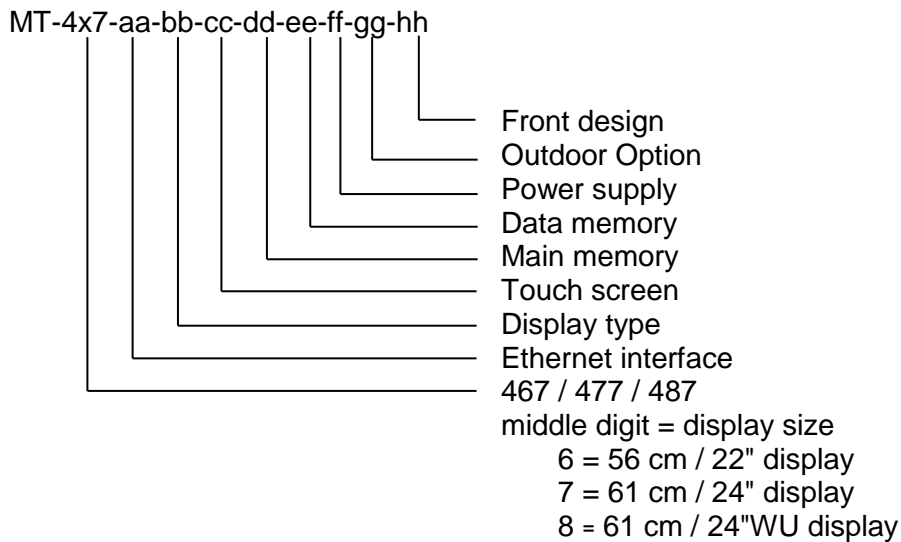 MT-4x7-aa-bb-cc-dd-ee-ff-gg-hh
Front design
Outdoor Option
Power supply
Data memory
Main memory
Touch screen
Display type
Ethernet interface
467 / 477 / 487
middle digit = display size
6 = 56 cm / 22" display
7 = 61 cm / 24" display
8 = 61 cm / 24"WU display